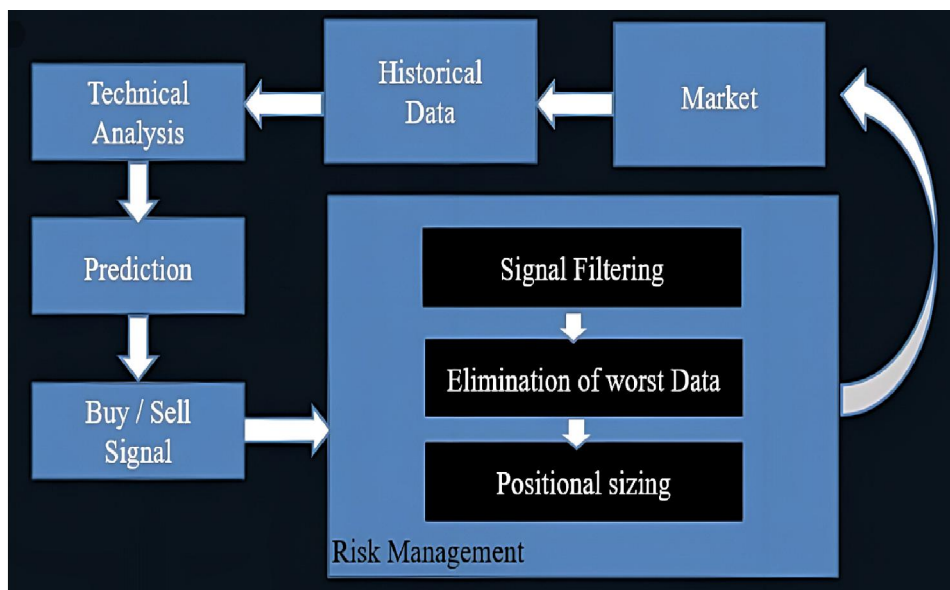 Technical
Analysis
Historical
Data
Market
Prediction
Buy / Sell
Signal
Signal Filtering
Elimination of worst Data
Positional sizing
Risk Management